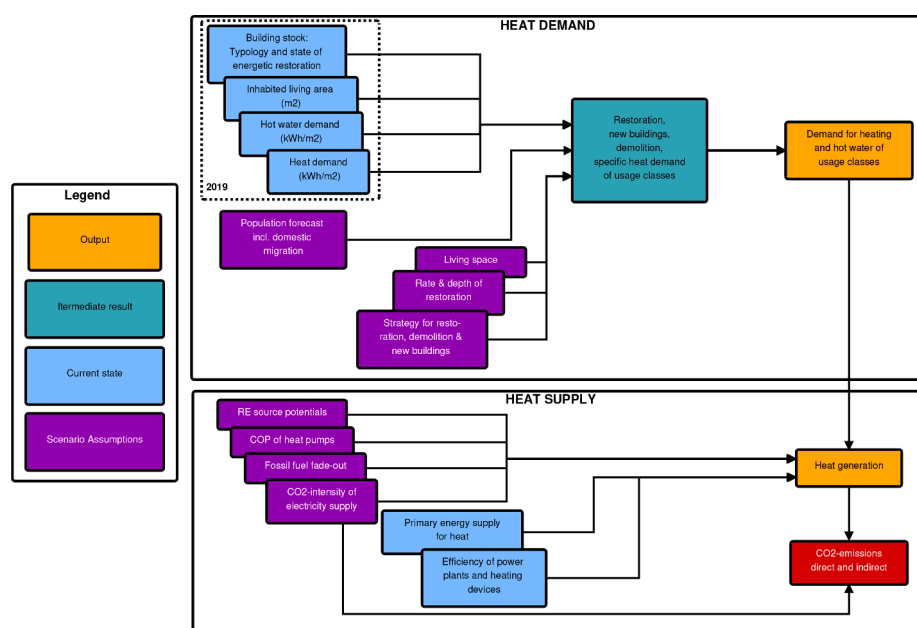 HEAT DEMAND
Building stock:
Typology and state of
energetic restoration
Inhabited living area
(m2)
Hot water demand
(kWh/m2)
Heat demand
(kWh/m2)
2019
Population forecast
incl. domestic
migration
Living space
Rate & depth of
restoration
Strategy for resto-
ration, demolition &
new buildings
Restoration,
new buildings,
demolition,
specific heat demand
of usage classes
Demand for heating
and hot water of
usage classes
Legend
Output
Itermediate result
Current state
Scenario Assumptions
HEAT SUPPLY
RE source potentials
COP of heat pumps
Fossil fuel fade-out
CO2-intensity of
electricity supply
Primary energy supply
for heat
Efficiency of power
plants and heating
devices
Heat generation
CO2-emissions
direct and indirect